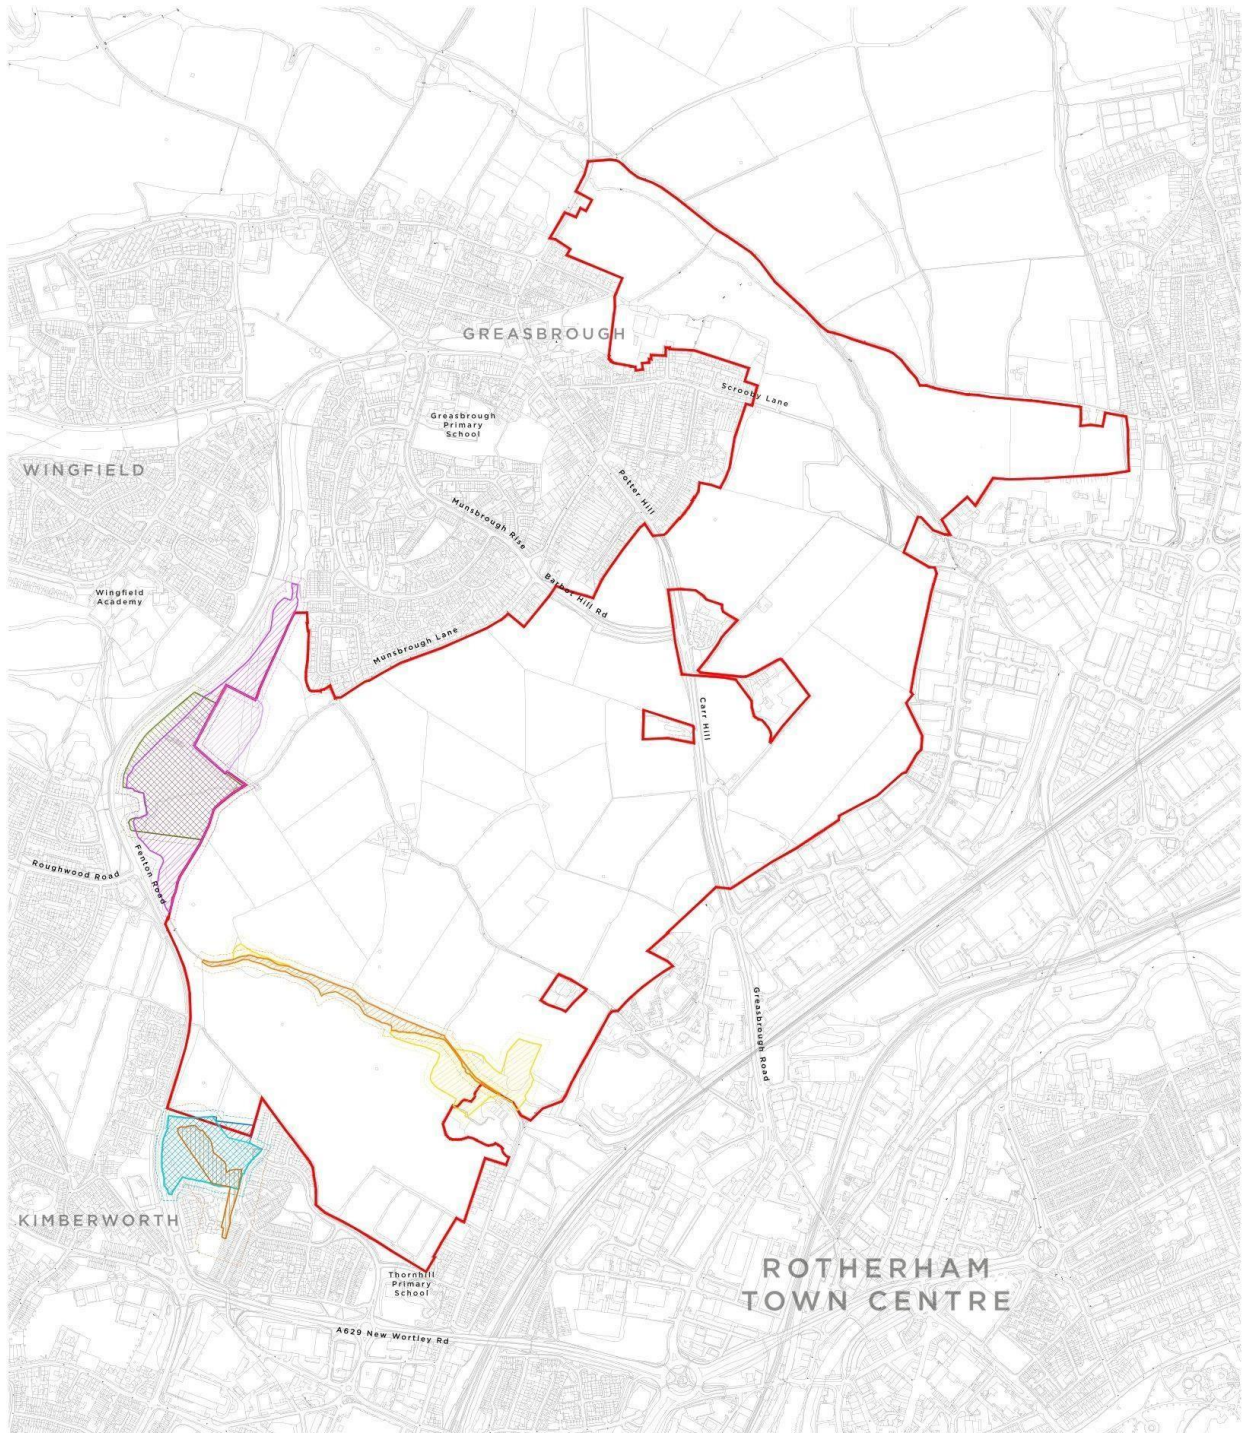 GREASBROUGH
Scrooby Lane
Greasbrough
Primary
School
WINGFIELD
Potter Hill
Munsbrough Rise
Wingfield
Academy
Barbot Hill Rd
Munsbrough Lane
Carr Hill
Roughwood Road
Fenton Road
Greasbrough Road
KIMBERWORTH
ROTHERHAM
TOWN CENTRE
Thornhill
Primary
School
A629 New Wortley Rd